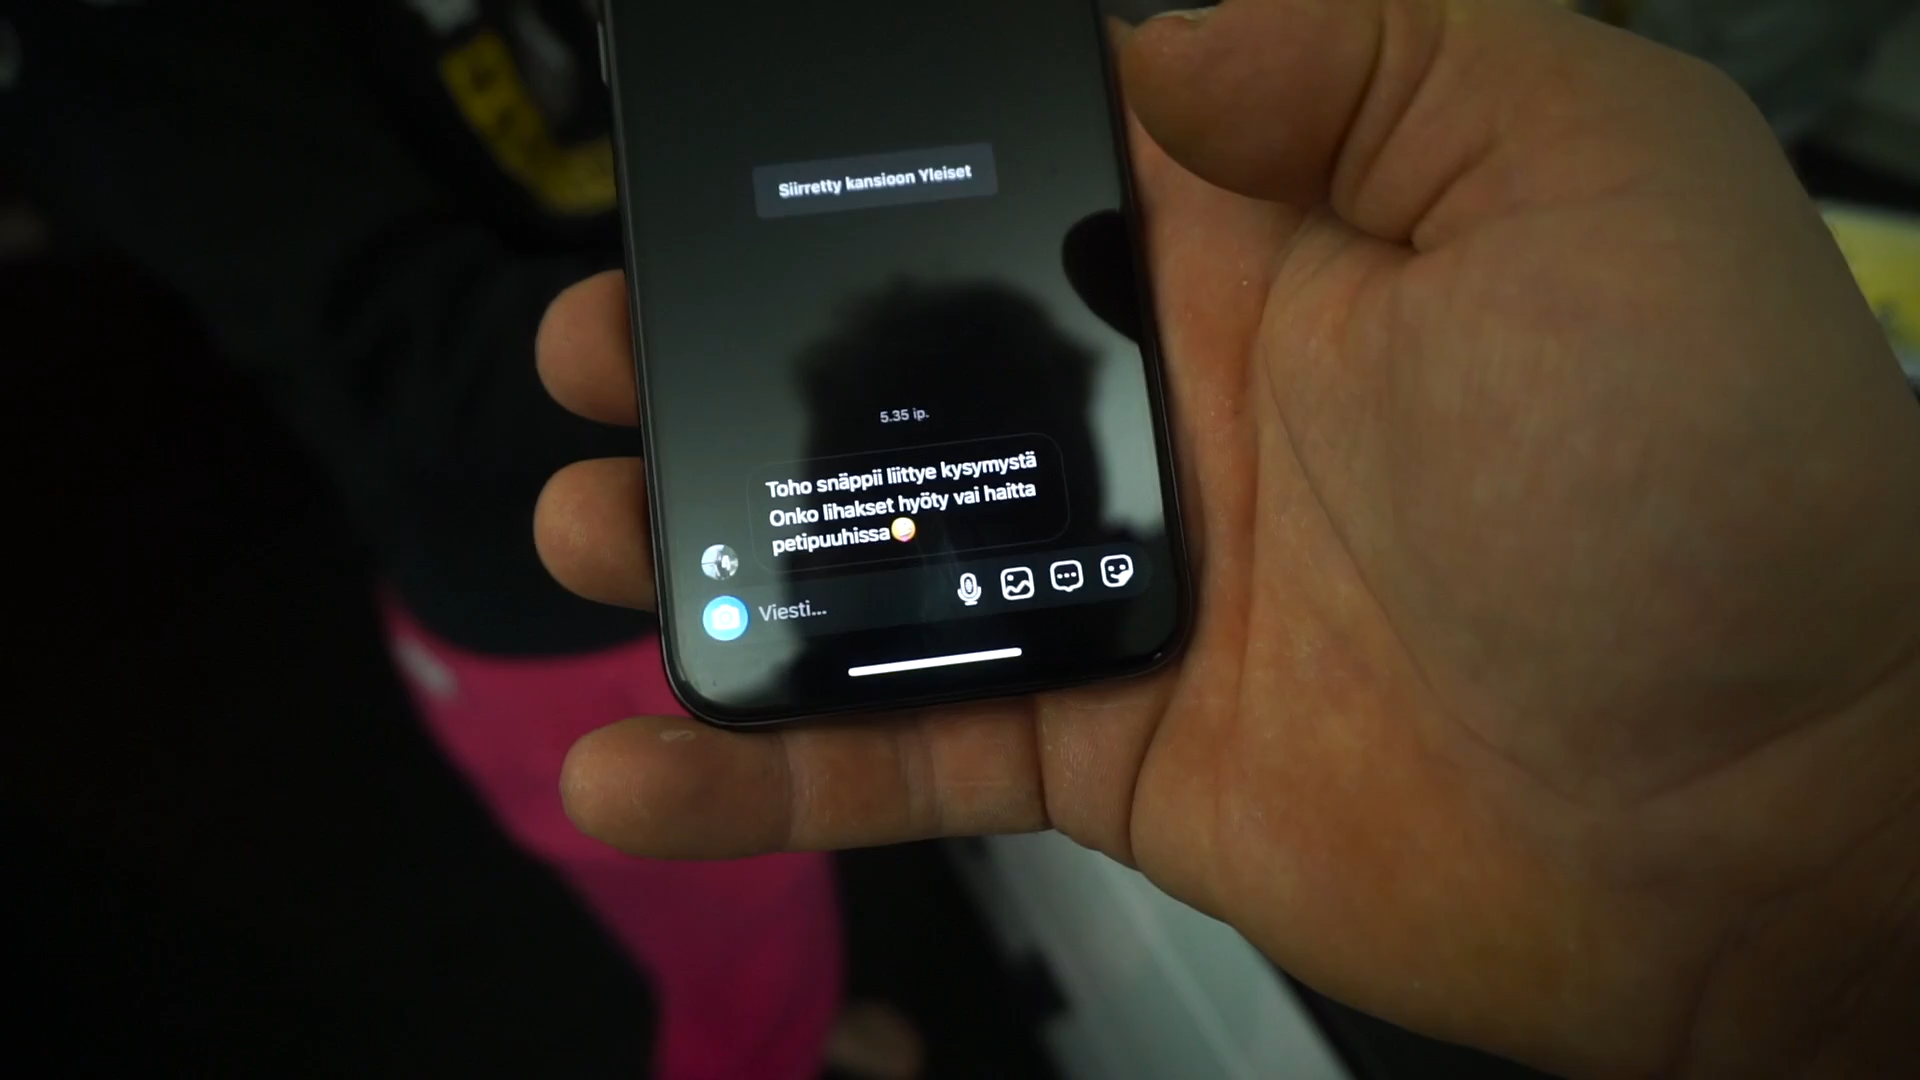 Siirretty kansioon Yleiset
5.35 ip.
Toho snäppii liittye kysymystä
Onko lihakset hyöty vai haitta
petipuuhissa
Viesti...